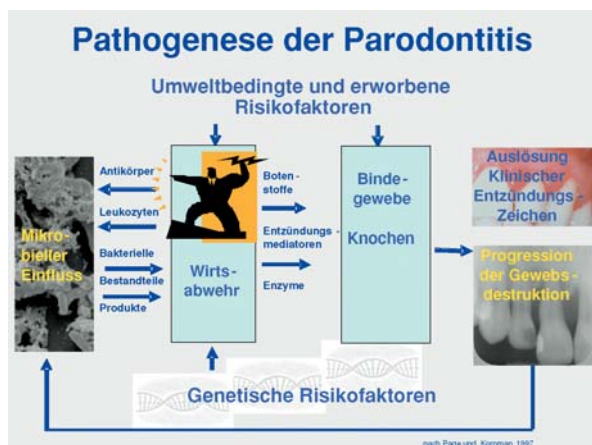 Pathogenese der Parodontitis
Umweltbedingte und erworbene
Risikofaktoren
Antikörper
Leukozyten
Mikro-
bieller
Einfluss
Bakterielle
Bestandteile
Produkte
Wirts-
abwehr
Boten-
stoffe
Entzündungs-
mediatoren
Enzyme
Binde-
gewebe
Knochen
Auslösung
Klinischer
Entzündungs-
Zeichen
Progression
der Gewebs-
destruktion
Genetische Risikofaktoren
nach Page und Kornman 1997